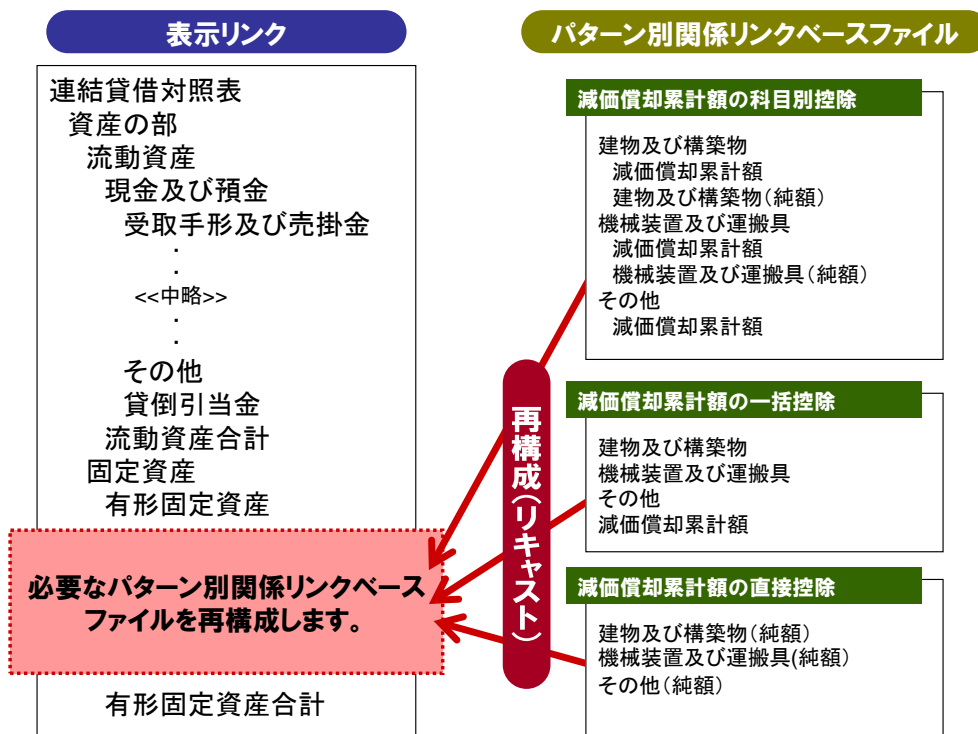 表示リンク
連結貸借対照表
資産の部
流動資産
現金及び預金
受取手形及び売掛金
・
・
<<中略>>
・
・
その他
貸倒引当金
流動資産合計
固定資産
有形固定資産
必要なパターン別関係リンクベース
ファイルを再構成します。
有形固定資産合計
再構成(リキャスト)
パターン別関係リンクベースファイル
減価償却累計額の科目別控除
建物及び構築物
減価償却累計額
建物及び構築物(純額)
機械装置及び運搬具
減価償却累計額
機械装置及び運搬具(純額)
その他
減価償却累計額
減価償却累計額の一括控除
建物及び構築物
機械装置及び運搬具
その他
減価償却累計額
減価償却累計額の直接控除
建物及び構築物(純額)
機械装置及び運搬具(純額)
その他(純額)